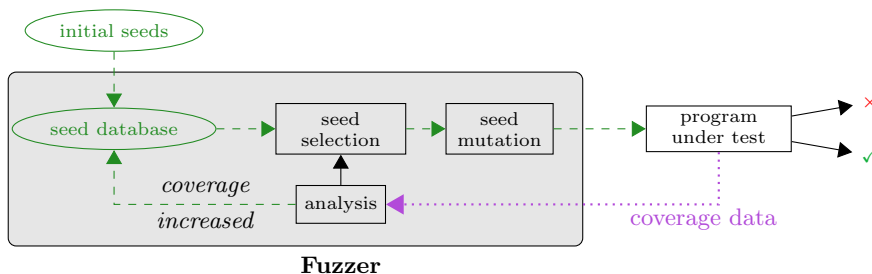 initial seeds
seed database
seed
selection
seed
mutation
program
under test
coverage
increased
analysis
coverage data
Fuzzer